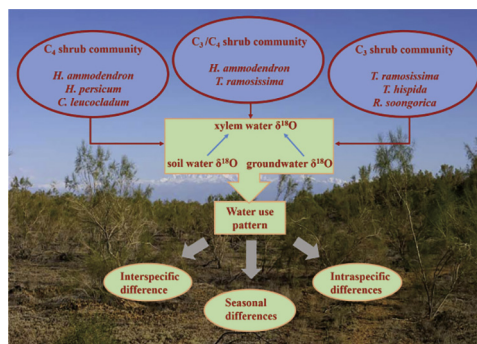 C₄ shrub community
H. ammodendron
H. persicum
C. leucocladum
C₃/C₄ shrub community
H. ammodendron
T. ramosissima
C₃ shrub community
T. ramosissima
T. hispida
R. soongorica
xylem water δ¹⁸O
soil water δ¹⁸O
groundwater δ¹⁸O
Water use
pattern
Interspecific
difference
Seasonal
differences
Intraspecific
differences